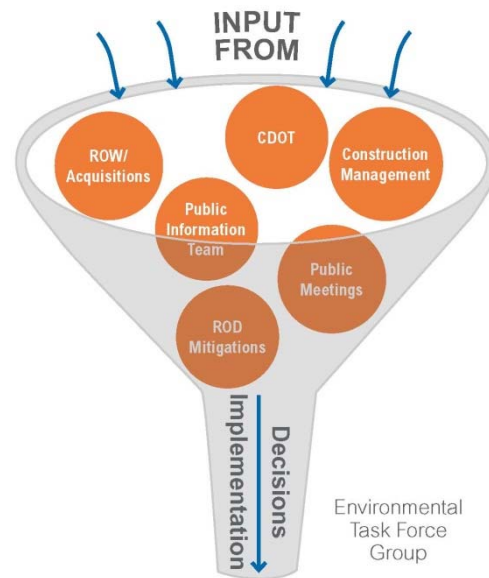 INPUT
FROM
CDOT
ROW/
Acquisitions
Construction
Management
Public
Information
Team
Public
Meetings
ROD
Mitigations
Implementation
Decisions
Environmental
Task Force
Group